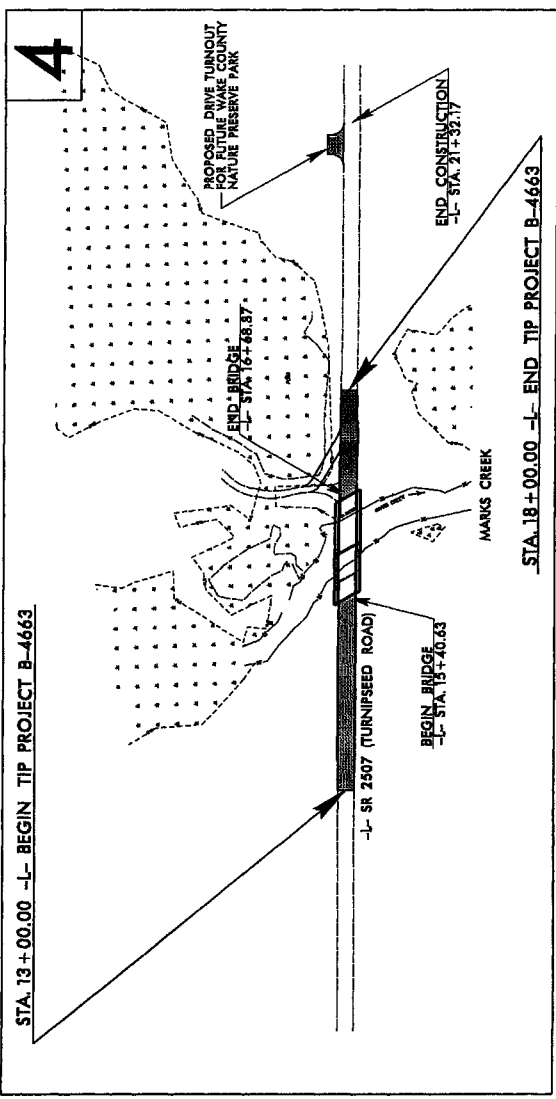 4
STA. 13+00.00 -L- BEGIN TIP PROJECT B-4663
PROPOSED DRIVE TURNOUT
FOR FUTURE WAKE COUNTY
NATURE PRESERVE PARK
END BRIDGE
-L- STA. 16+68.87
-L- SR 2507 (TURNIPSEED ROAD)
BEGIN BRIDGE
-L- STA. 15+40.63
MARKS CREEK
END CONSTRUCTION
-L- STA. 21+32.17
STA. 18+00.00 -L- END TIP PROJECT B-4663